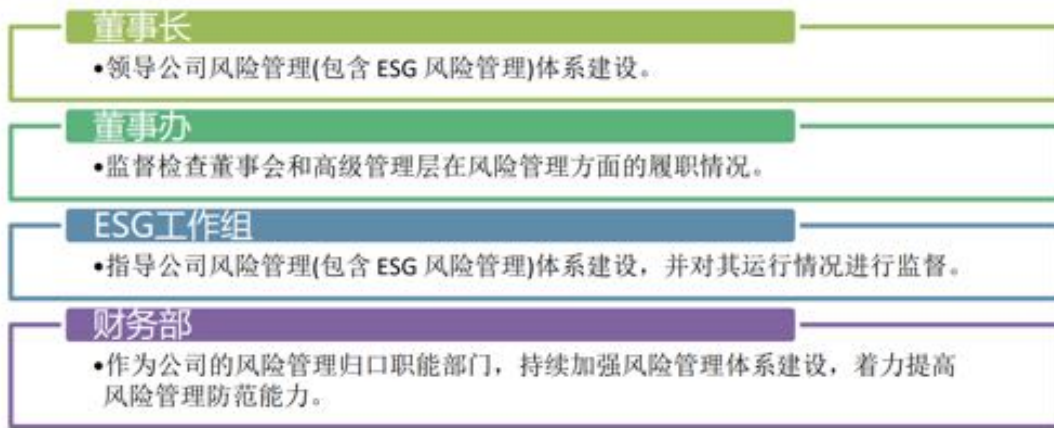 董事长
•领导公司风险管理(包含 ESG 风险管理)体系建设。
董事办
•监督检查董事会和高级管理层在风险管理方面的履职情况。
ESG工作组
•指导公司风险管理(包含 ESG 风险管理)体系建设，并对其运行情况进行监督。
财务部
•作为公司的风险管理归口职能部门，持续加强风险管理体系建设，着力提高
风险管理防范能力。